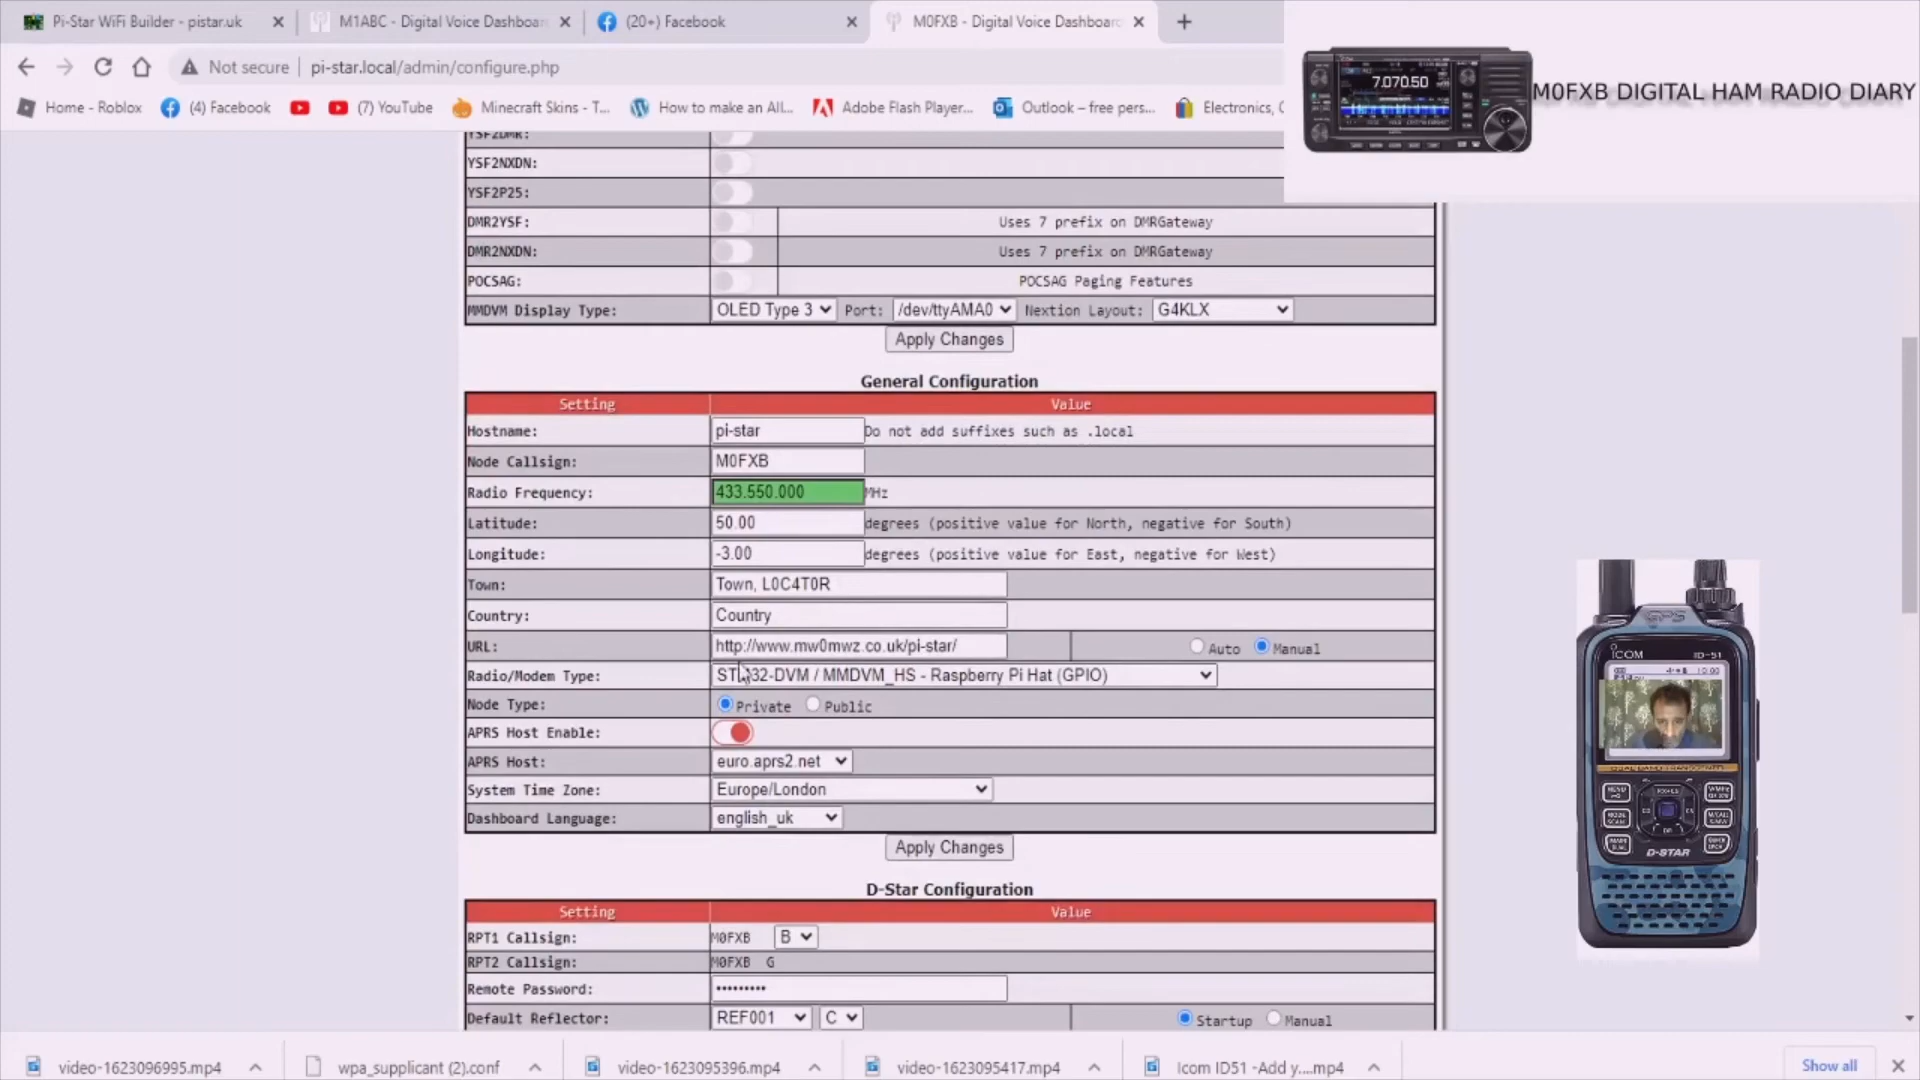 Pi-Star WiFi Builder - pistar.uk
M1ABC - Digital Voice Dashboar
(20+) Facebook
M0FXB - Digital Voice Dashboar
Not secure
pi-star.local/admin/configure.php
Home - Roblox
(4) Facebook
(7) YouTube
Minecraft Skins - T...
How to make an All...
Adobe Flash Player...
Outlook – free pers...
Electronics, C
7.070.50
M0FXB DIGITAL HAM RADIO DIARY
YSF2DMR:
YSF2NXDN:
YSF2P25:
DMR2YSF: Uses 7 prefix on DMRGateway
DMR2NXDN: Uses 7 prefix on DMRGateway
POCSAG: POCSAG Paging Features
MMDVM Display Type: OLED Type 3 Port: /dev/ttyAMA0 Nextion Layout: G4KLX
Apply Changes
General Configuration
Setting Value
Hostname: pi-star Do not add suffixes such as .local
Node Callsign: M0FXB
Radio Frequency: 433.550.000 MHz
Latitude: 50.00 degrees (positive value for North, negative for South)
Longitude: -3.00 degrees (positive value for East, negative for West)
Town: Town, L0C4T0R
Country: Country
URL: http://www.mw0mwz.co.uk/pi-star/ Auto Manual
Radio/Modem Type: STM32-DVM / MMDVM_HS - Raspberry Pi Hat (GPIO)
Node Type: Private Public
APRS Host Enable:
APRS Host: euro.aprs2.net
System Time Zone: Europe/London
Dashboard Language: english_uk
Apply Changes
D-Star Configuration
Setting Value
RPT1 Callsign: M0FXB B
RPT2 Callsign: M0FXB G
Remote Password: •••••••••
Default Reflector: REF001 C Startup Manual
GPS
ICOM ID-51
10:00
DUAL BAND TRANSCEIVER
D-STAR
video-1623096995.mp4
wpa_supplicant (2).conf
video-1623095396.mp4
video-1623095417.mp4
Icom ID51 -Add y....mp4
Show all